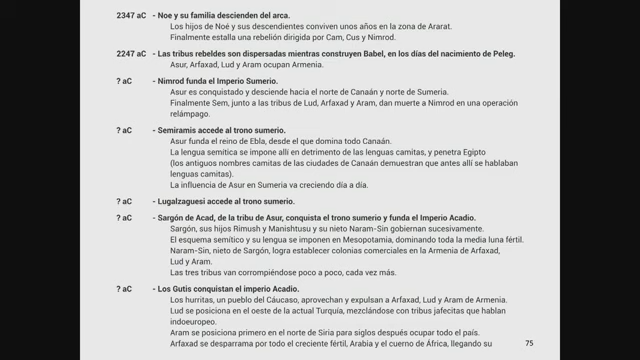 2347 aC - Noe y su familia descienden del arca.
Los hijos de Noé y sus descendientes conviven unos años en la zona de Ararat.
Finalmente estalla una rebelión dirigida por Cam, Cus y Nimrod.
2247 aC - Las tribus rebeldes son dispersadas mientras construyen Babel, en los días del nacimiento de Peleg.
Asur, Arfaxad, Lud y Aram ocupan Armenia.
? aC - Nimrod funda el Imperio Sumerio.
Asur es conquistado y desciende hacia el norte de Canaán y norte de Sumeria.
Finalmente Sem, junto a las tribus de Lud, Arfaxad y Aram, dan muerte a Nimrod en una operación
relámpago.
? aC - Semiramis accede al trono sumerio.
Asur funda el reino de Ebla, desde el que domina todo Canaán.
La lengua semítica se impone allí en detrimento de las lenguas camitas, y penetra Egipto
(los antiguos nombres camitas de las ciudades de Canaán demuestran que antes allí se hablaban
lenguas camitas).
La influencia de Asur en Sumeria va creciendo día a día.
? aC - Lugalzaguesi accede al trono sumerio.
? aC - Sargón de Acad, de la tribu de Asur, conquista el trono sumerio y funda el Imperio Acadio.
Sargón, sus hijos Rimush y Manishtusu y su nieto Naram-Sin gobiernan sucesivamente.
El esquema semítico y su lengua se imponen en Mesopotamia, dominando toda la media luna fértil.
Naram-Sin, nieto de Sargón, logra establecer colonias comerciales en la Armenia de Arfaxad,
Lud y Aram.
Las tres tribus van corrompiéndose poco a poco, cada vez más.
? aC - Los Gutis conquistan el imperio Acadio.
Los hurritas, un pueblo del Cáucaso, aprovechan y expulsan a Arfaxad, Lud y Aram de Armenia.
Lud se posiciona en el oeste de la actual Turquía, mezclándose con tribus jafecitas que hablan
indoeuropeo.
Aram se posiciona primero en el norte de Siria para siglos después ocupar todo el país.
Arfaxad se desparrama por todo el creciente fértil, Arabia y el cuerno de África, llegando su
75